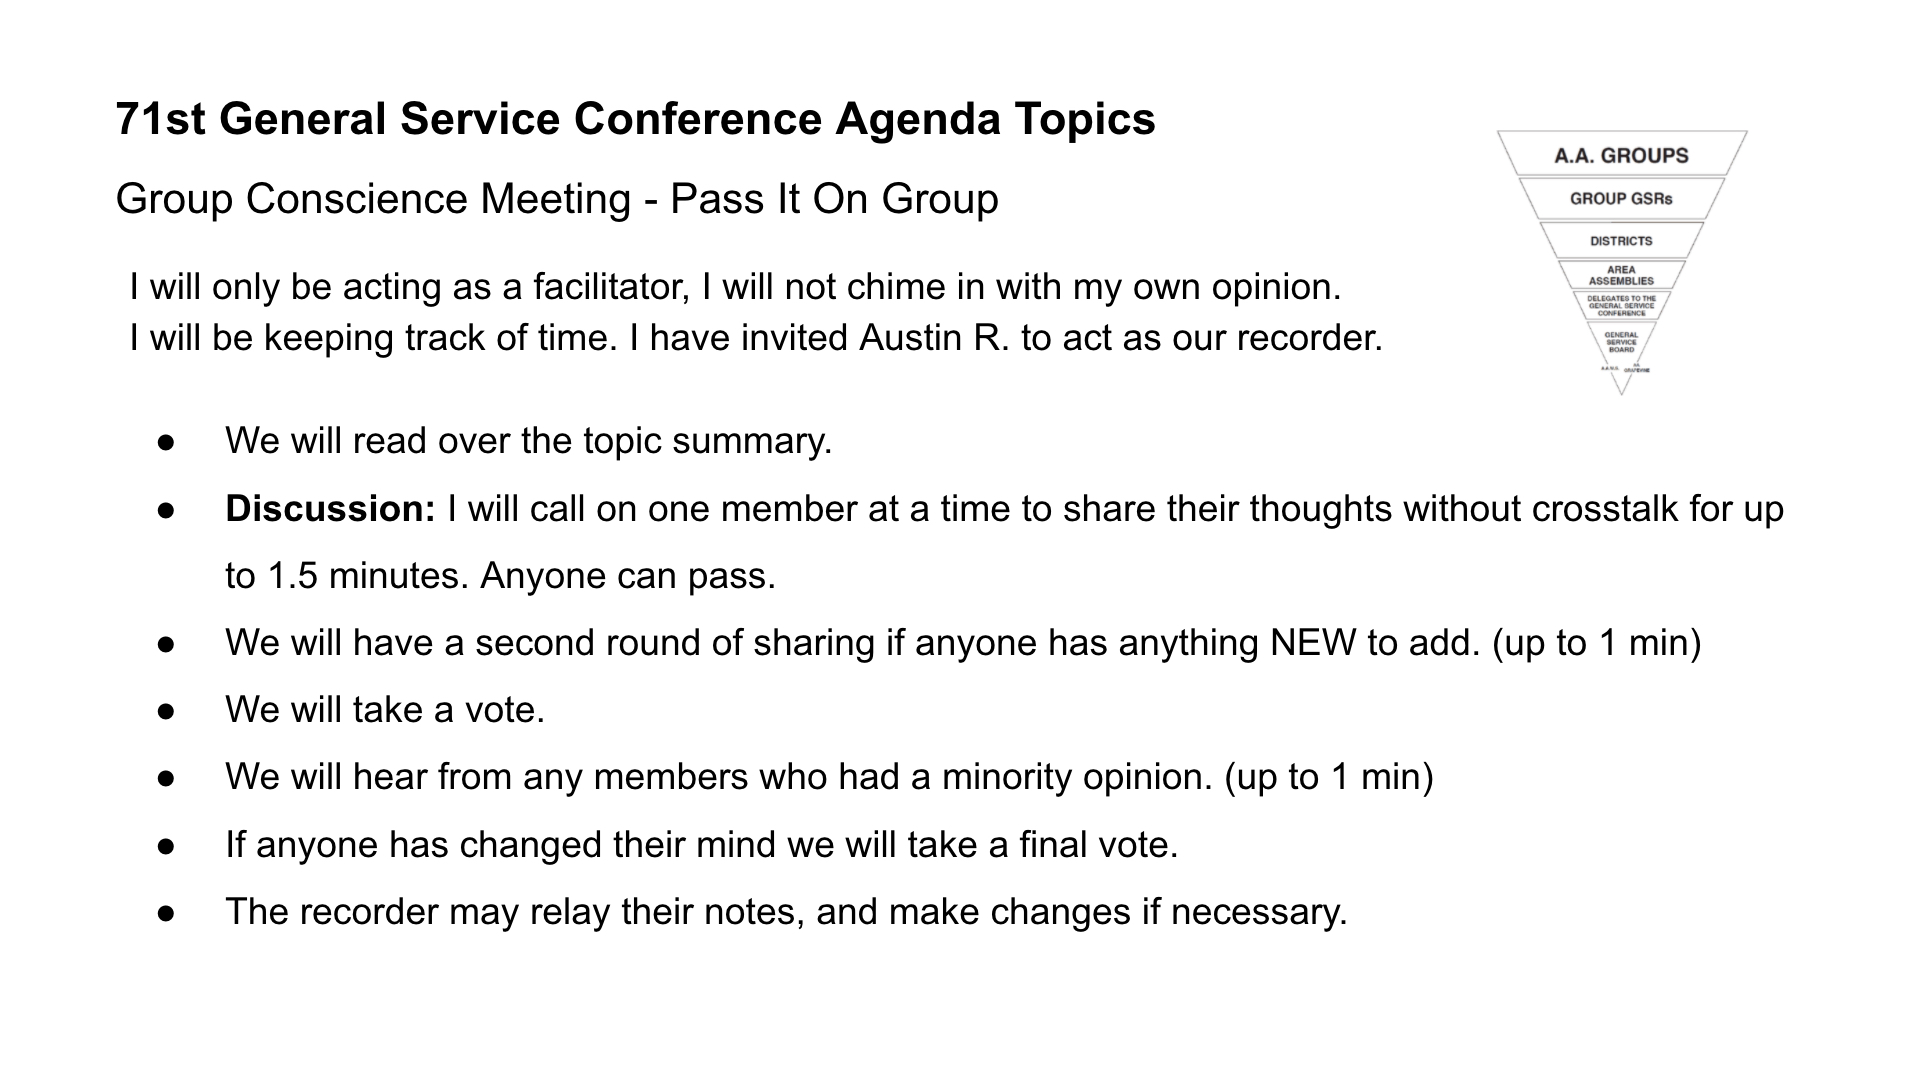 71st General Service Conference Agenda Topics
Group Conscience Meeting - Pass It On Group
I will only be acting as a facilitator, I will not chime in with my own opinion.
I will be keeping track of time. I have invited Austin R. to act as our recorder.
● We will read over the topic summary.
● Discussion: I will call on one member at a time to share their thoughts without crosstalk for up
to 1.5 minutes. Anyone can pass.
● We will have a second round of sharing if anyone has anything NEW to add. (up to 1 min)
● We will take a vote.
● We will hear from any members who had a minority opinion. (up to 1 min)
● If anyone has changed their mind we will take a final vote.
● The recorder may relay their notes, and make changes if necessary.
A.A. GROUPS
GROUP GSRs
DISTRICTS
AREA
ASSEMBLIES
DELEGATES TO THE
GENERAL SERVICE
CONFERENCE
GENERAL
SERVICE
BOARD
GRAPEVINE